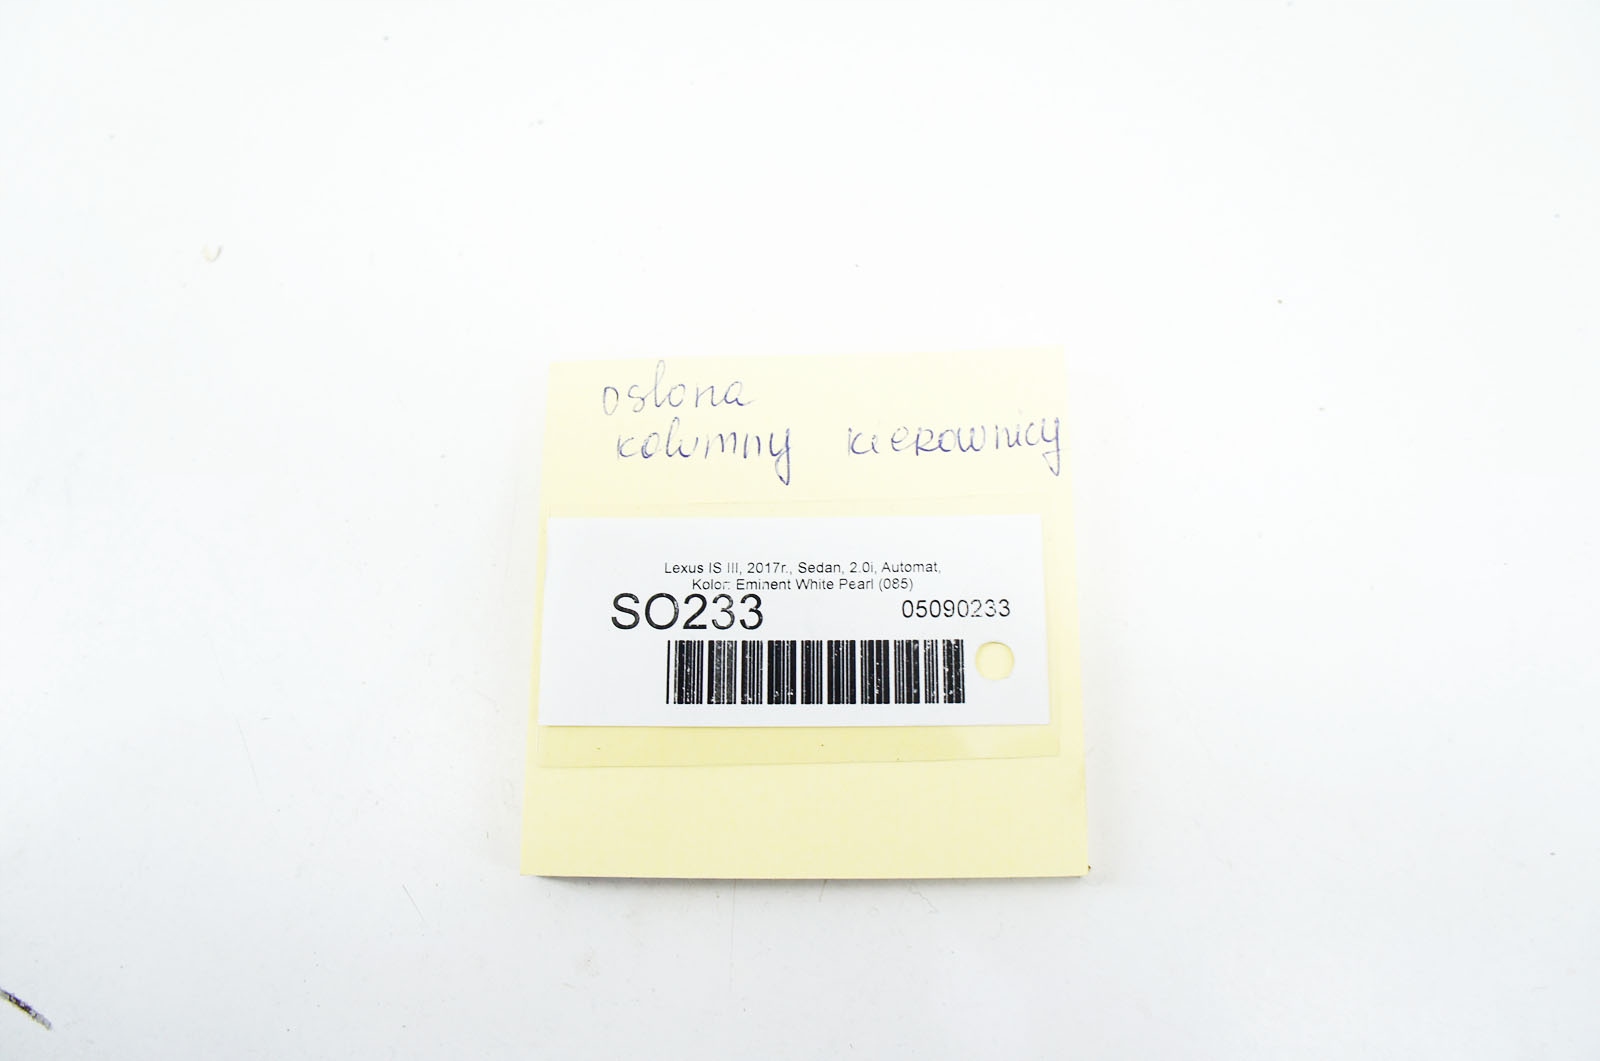 oslona
kolumny kierownicy
Lexus IS III, 2017r., Sedan, 2.0i, Automat,
Kolor: Eminent White Pearl (085)
SO233 05090233